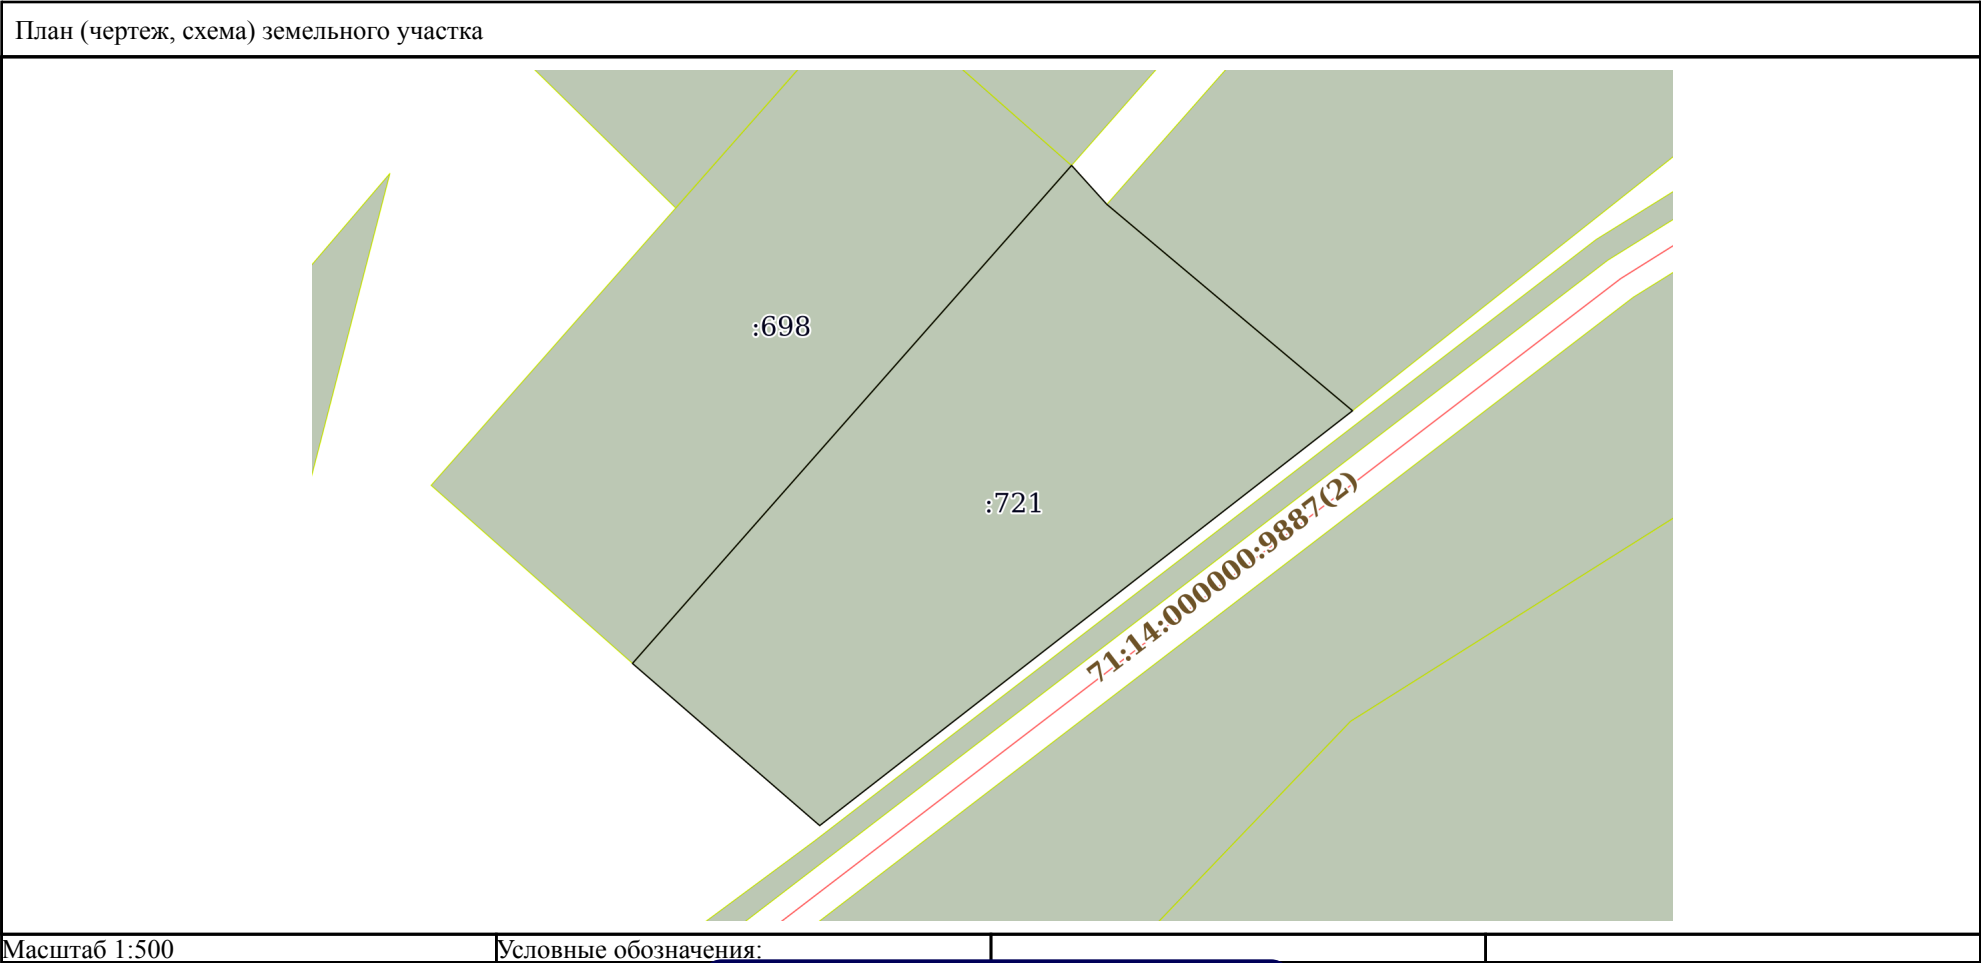 План (чертеж, схема) земельного участка
:698
:721
71:14:000000:9887(2)
Масштаб 1:500
Условные обозначения: